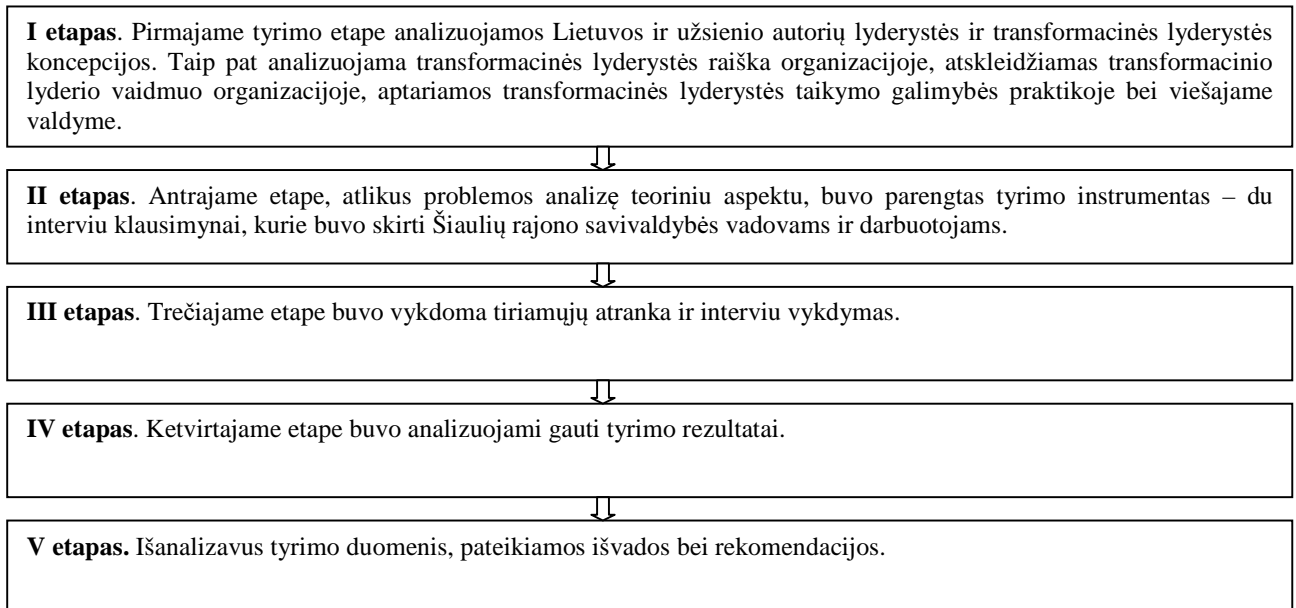 I etapas. Pirmajame tyrimo etape analizuojamos Lietuvos ir užsienio autorių lyderystės ir transformacinės lyderystės
koncepcijos. Taip pat analizuojama transformacinės lyderystės raiška organizacijoje, atskleidžiamas transformacinio
lyderio vaidmuo organizacijoje, aptariamos transformacinės lyderystės taikymo galimybės praktikoje bei viešajame
valdyme.
II etapas. Antrajame etape, atlikus problemos analizę teoriniu aspektu, buvo parengtas tyrimo instrumentas – du
interviu klausimynai, kurie buvo skirti Šiaulių rajono savivaldybės vadovams ir darbuotojams.
III etapas. Trečiajame etape buvo vykdoma tiriamųjų atranka ir interviu vykdymas.
IV etapas. Ketvirtajame etape buvo analizuojami gauti tyrimo rezultatai.
V etapas. Išanalizavus tyrimo duomenis, pateikiamos išvados bei rekomendacijos.